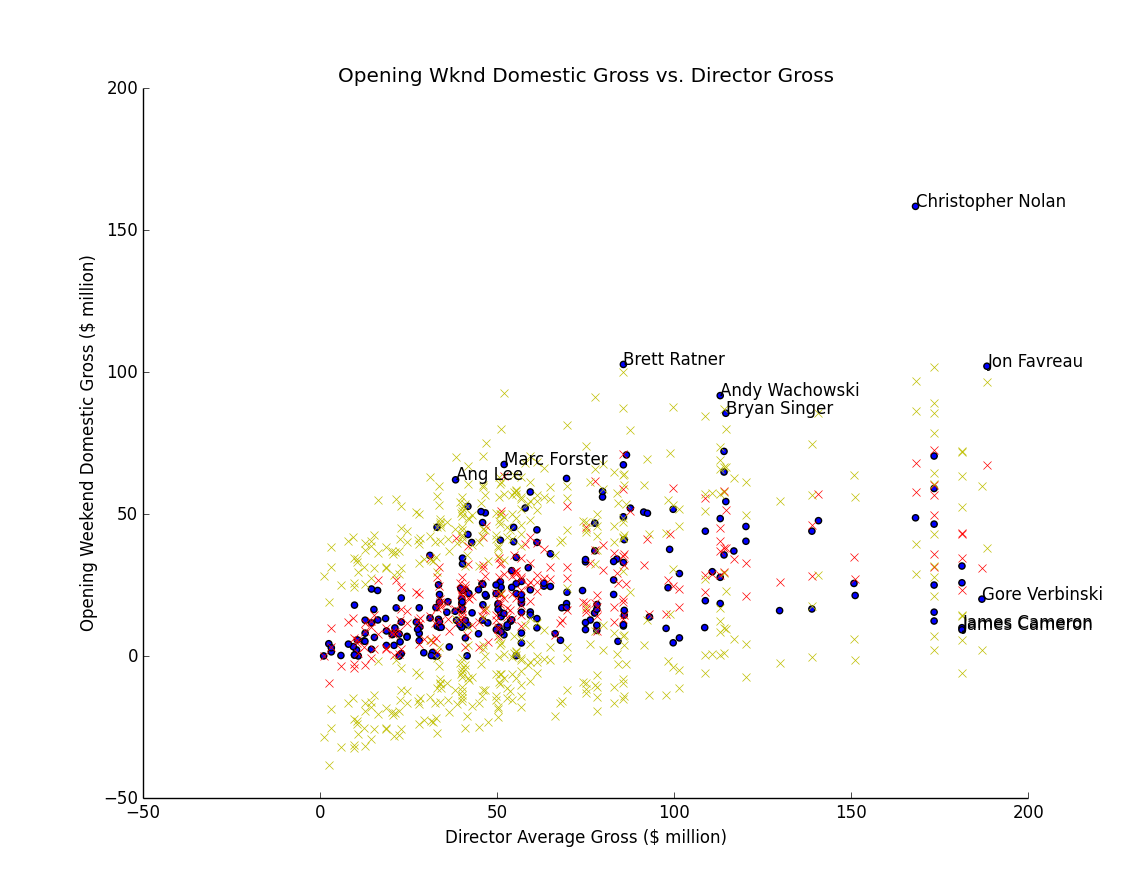 Opening Wknd Domestic Gross vs. Director Gross
200
Christopher Nolan
150
Brett Ratner
Jon Favreau
100
Andy Wachowski
Bryan Singer
Marc Forster
Ang Lee
50
Gore Verbinski
James Cameron
James Cameron
0
−50
−50
0
50
100
150
200
Opening Weekend Domestic Gross ($ million)
Director Average Gross ($ million)